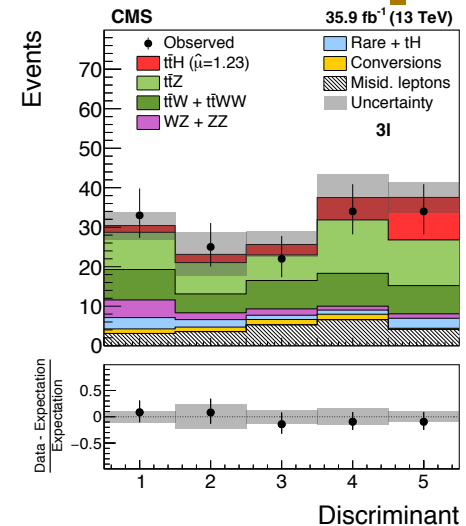 CMS 35.9 fb⁻¹ (13 TeV)
Events
Observed
tt̄H (μ̂=1.23)
tt̄Z
tt̄W + tt̄WW
WZ + ZZ
Rare + tH
Conversions
Misid. leptons
Uncertainty
3l
70
60
50
40
30
20
10
0
Data - Expectation
Expectation
0.5
0
−0.5
1 2 3 4 5
Discriminant